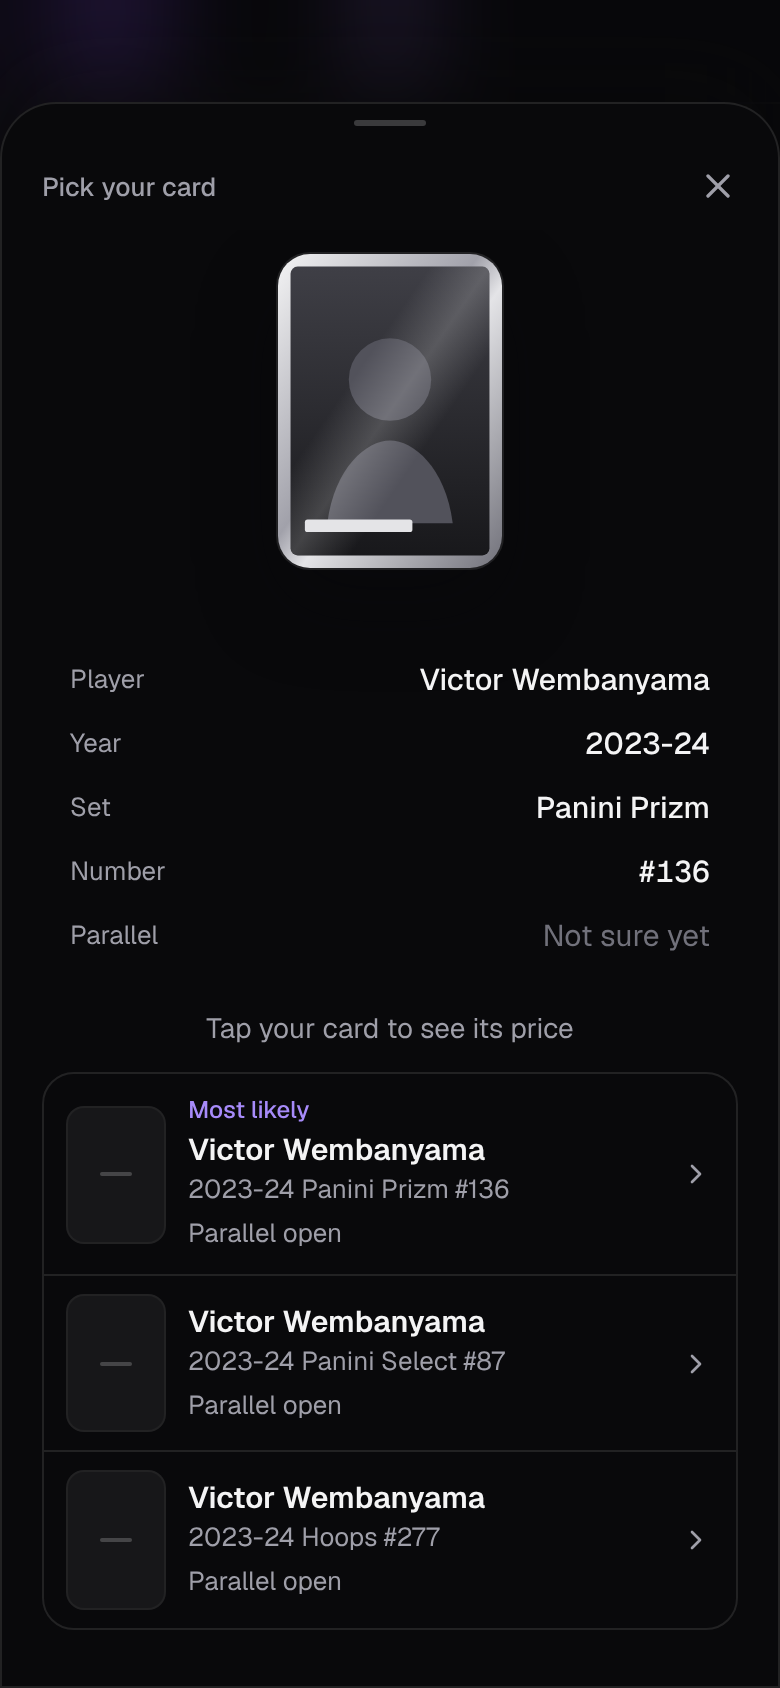 Pick your card
Player Victor Wembanyama
Year 2023-24
Set Panini Prizm
Number #136
Parallel Not sure yet
Tap your card to see its price
Most likely
Victor Wembanyama
2023-24 Panini Prizm #136
Parallel open
Victor Wembanyama
2023-24 Panini Select #87
Parallel open
Victor Wembanyama
2023-24 Hoops #277
Parallel open